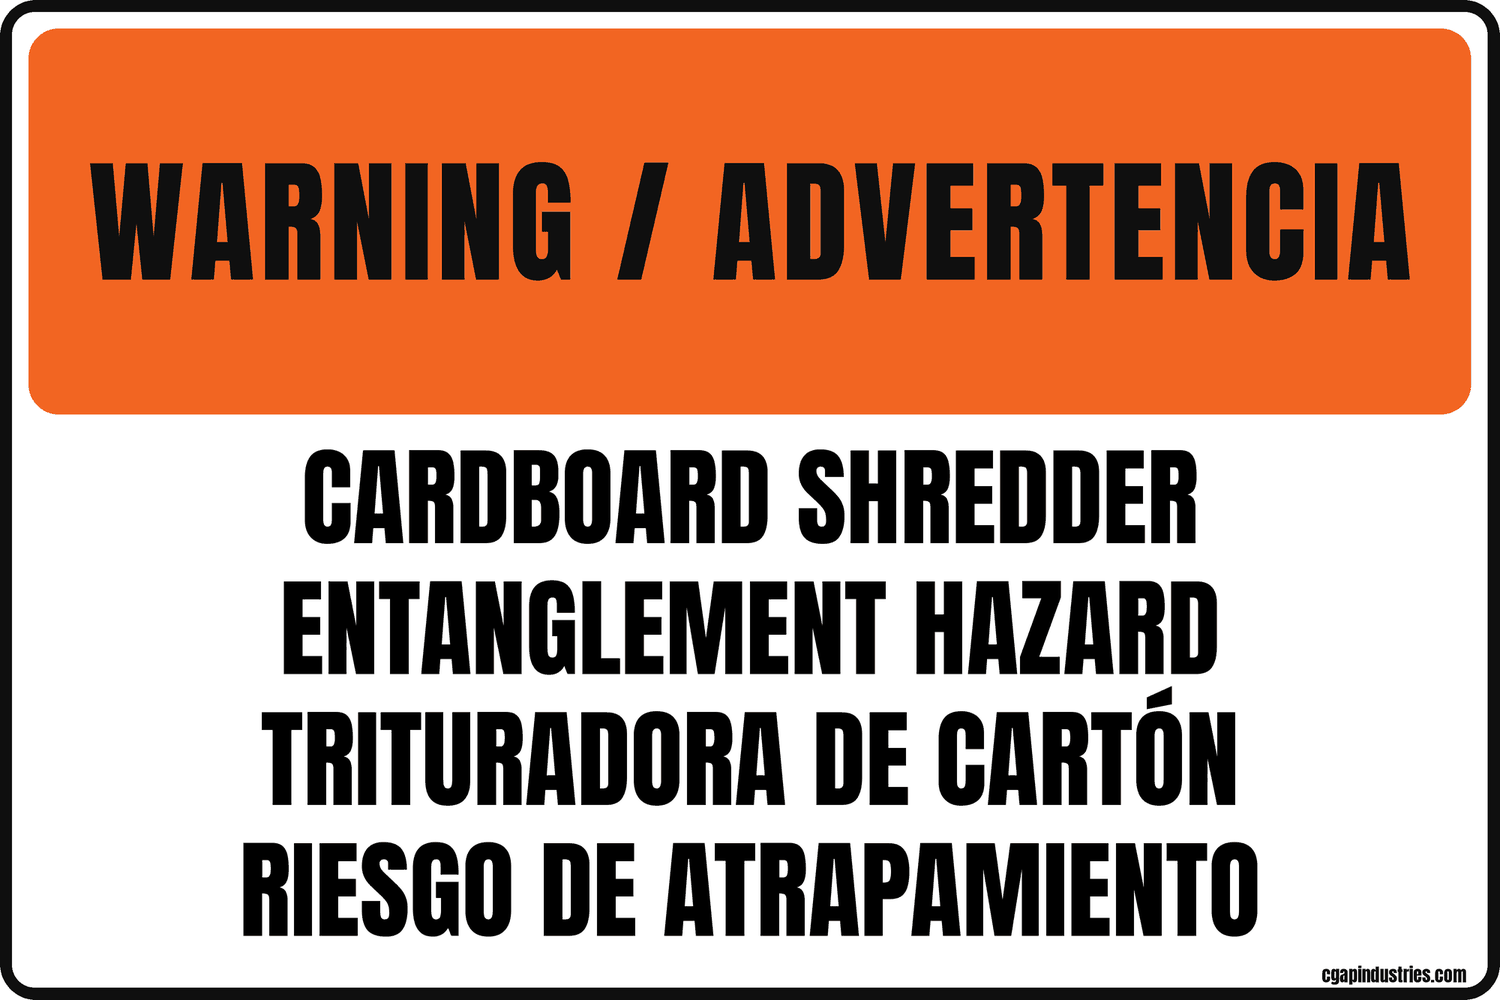 WARNING / ADVERTENCIA
CARDBOARD SHREDDER
ENTANGLEMENT HAZARD
TRITURADORA DE CARTÓN
RIESGO DE ATRAPAMIENTO
cgapindustries.com